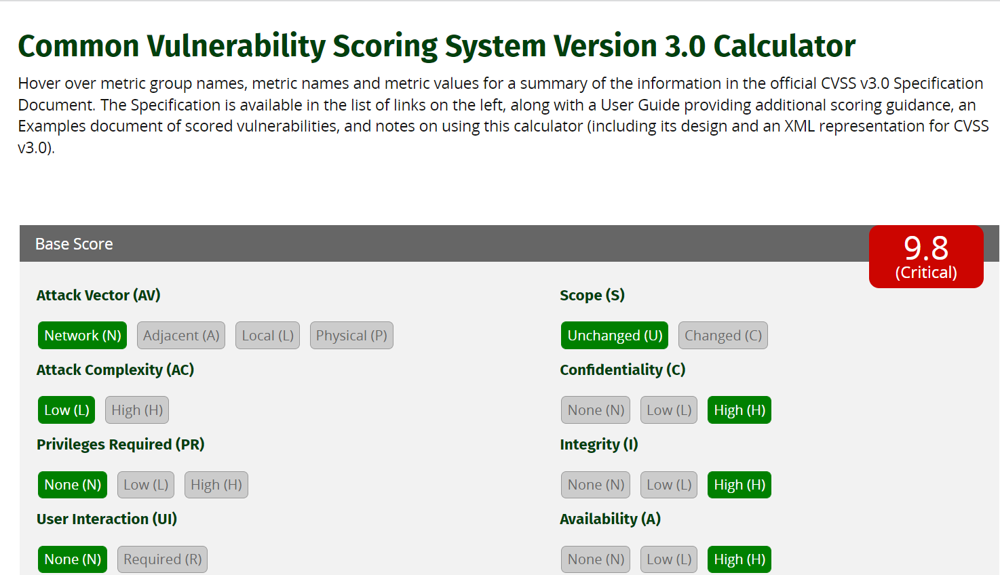 Common Vulnerability Scoring System Version 3.0 Calculator
Hover over metric group names, metric names and metric values for a summary of the information in the official CVSS v3.0 Specification
Document. The Specification is available in the list of links on the left, along with a User Guide providing additional scoring guidance, an
Examples document of scored vulnerabilities, and notes on using this calculator (including its design and an XML representation for CVSS
v3.0).
Base Score
9.8
(Critical)
Attack Vector (AV)
Network (N) Adjacent (A) Local (L) Physical (P)
Attack Complexity (AC)
Low (L) High (H)
Privileges Required (PR)
None (N) Low (L) High (H)
User Interaction (UI)
None (N) Required (R)
Scope (S)
Unchanged (U) Changed (C)
Confidentiality (C)
None (N) Low (L) High (H)
Integrity (I)
None (N) Low (L) High (H)
Availability (A)
None (N) Low (L) High (H)